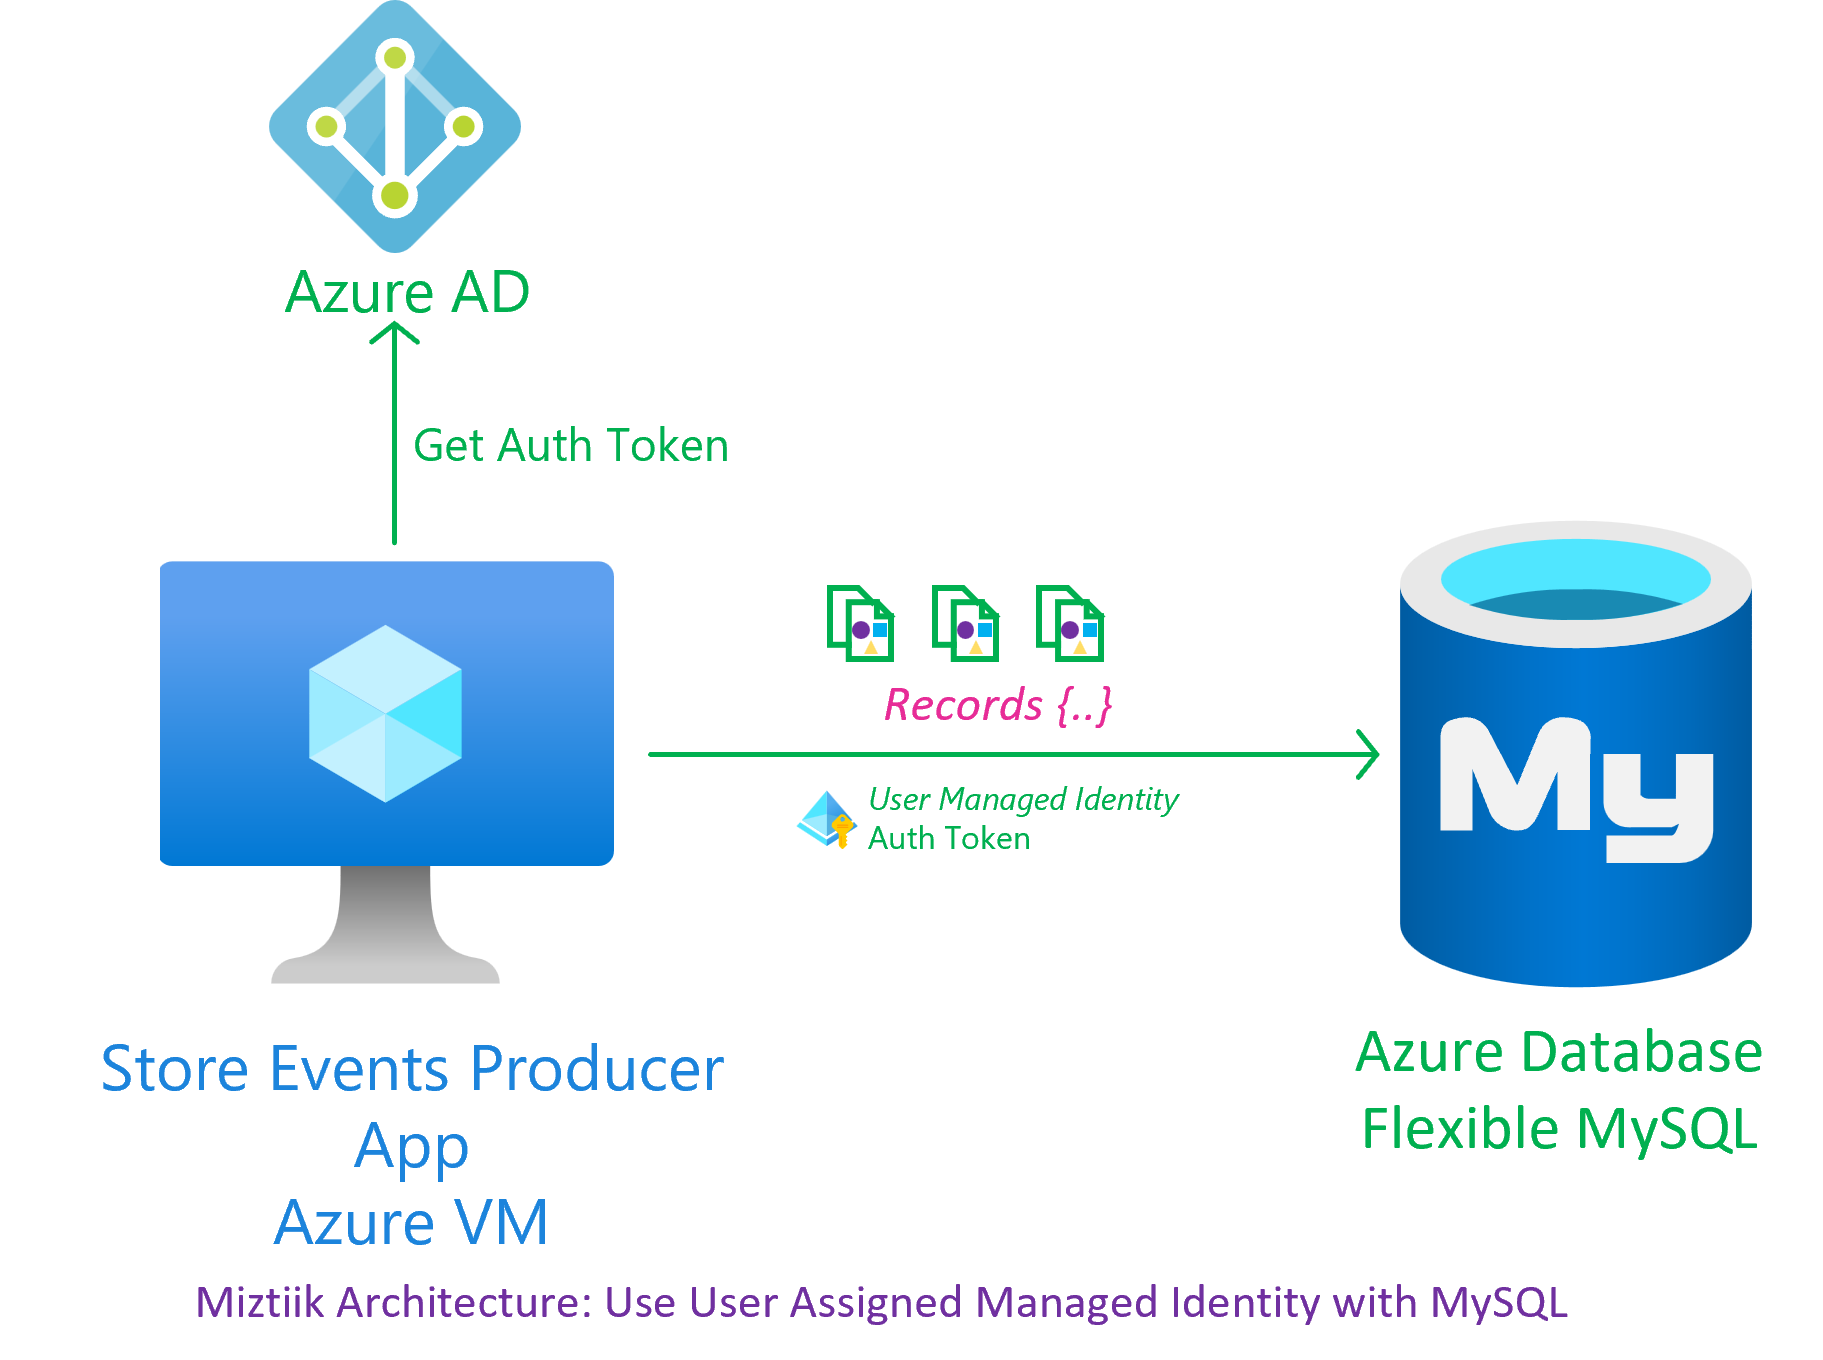 Azure AD
Get Auth Token
Records {..}
User Managed Identity
Auth Token
My
Store Events Producer
App
Azure VM
Azure Database
Flexible MySQL
Miztiik Architecture: Use User Assigned Managed Identity with MySQL